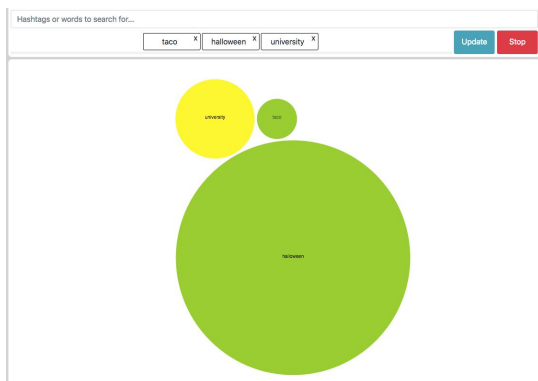 Hashtags or words to search for...
taco x halloween x university x Update Stop
university taco
halloween